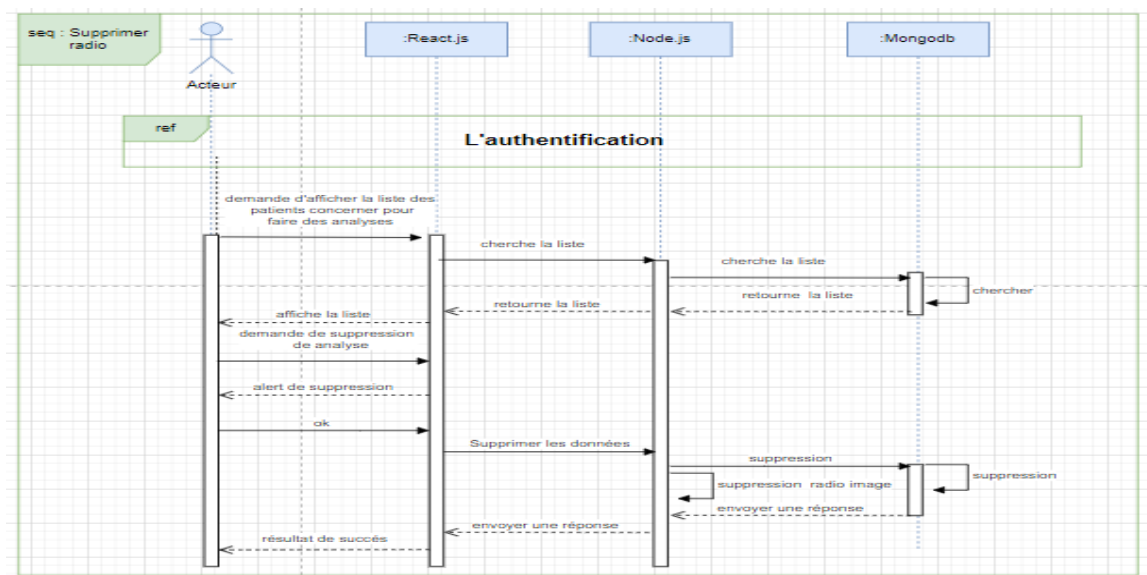 seq : Supprimer
radio
Acteur
:React.js
:Node.js
:Mongodb
ref
L'authentification
demande d'afficher la liste des
patients concerner pour
faire des analyses
cherche la liste
cherche la liste
chercher
retourne la liste
retourne la liste
affiche la liste
demande de suppression
de analyse
alert de suppression
ok
Supprimer les données
suppression
suppression
suppression radio image
envoyer une réponse
envoyer une réponse
résultat de succés